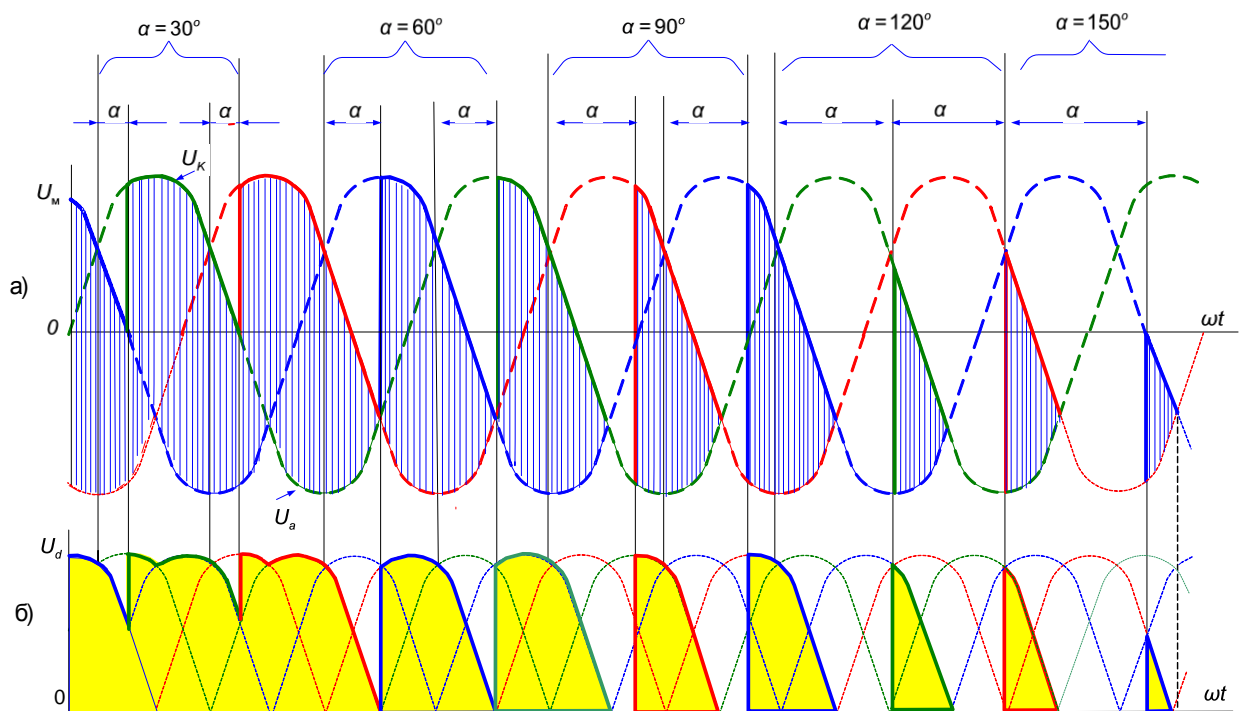 α = 30°
α = 60°
α = 90°
α = 120°
α = 150°
α
α
α
α
α
α
α
α
α
U_K
U_м
а)
0
ωt
U_a
U_d
б)
0
ωt